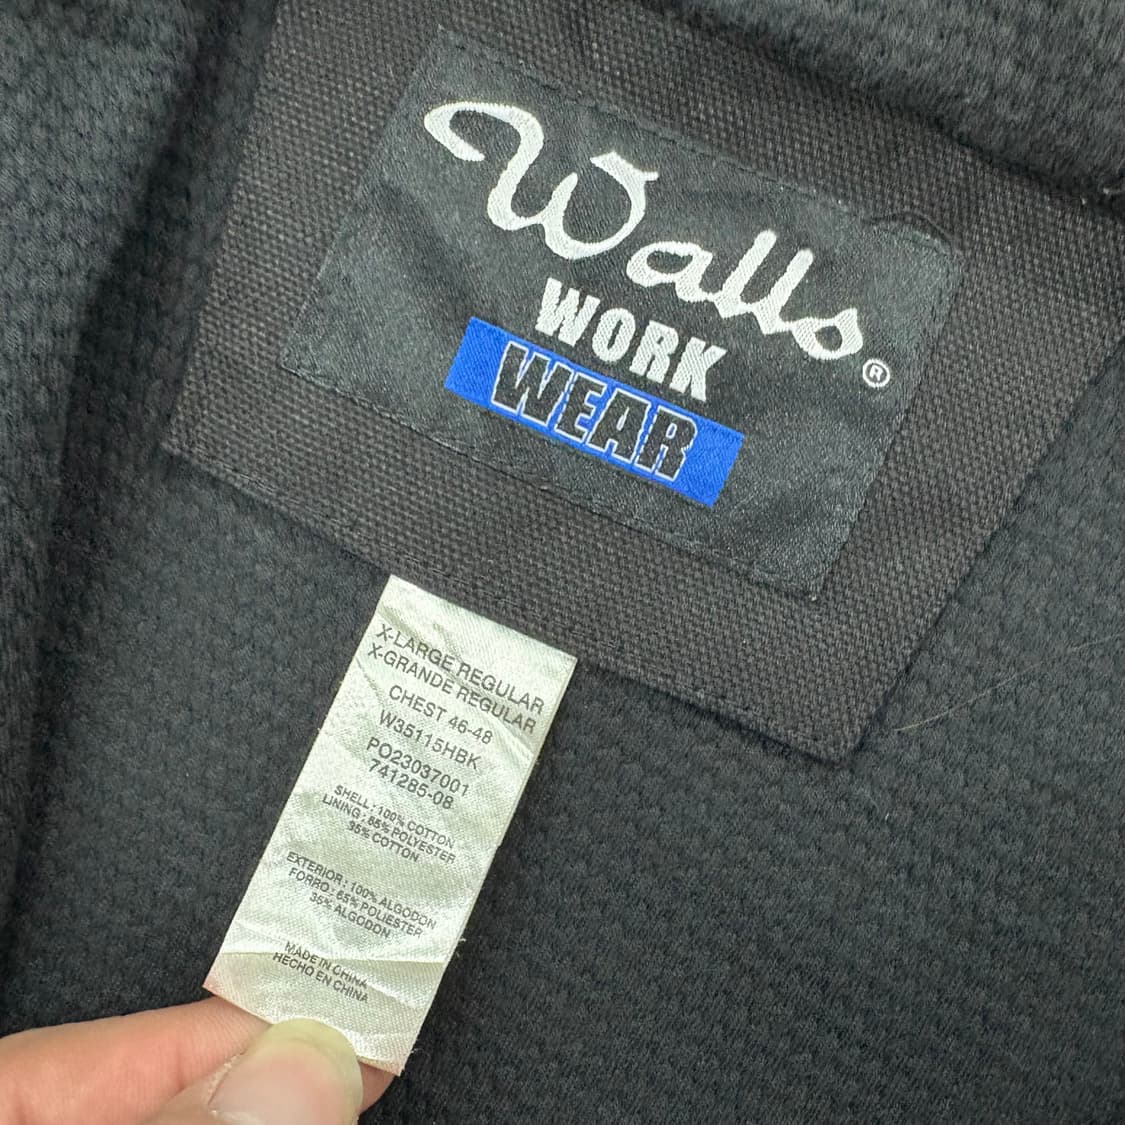 Walls®
WORK
WEAR
X-LARGE REGULAR
X-GRANDE REGULAR
CHEST 46-48
W35115HBK
PO23037001
741285-08
SHELL: 100% COTTON
LINING: 65% POLYESTER
35% COTTON
EXTERIOR: 100% ALGODON
FORRO: 65% POLIESTER
35% ALGODON
MADE IN CHINA
HECHO EN CHINA